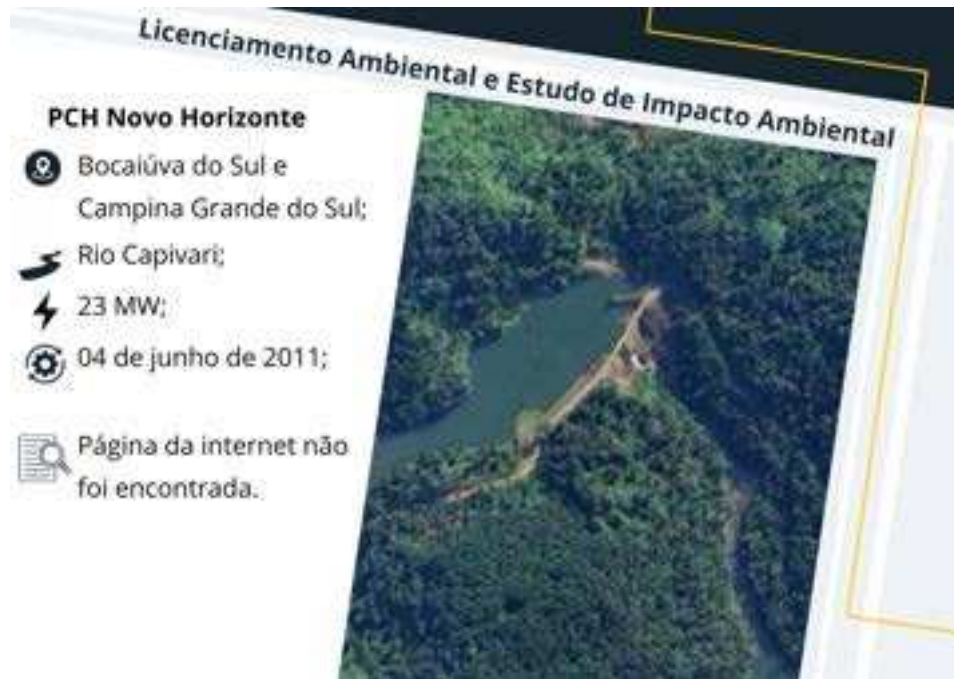 Licenciamento Ambiental e Estudo de Impacto Ambiental
PCH Novo Horizonte
Bocaiúva do Sul e
Campina Grande do Sul;
Rio Capivari;
23 MW;
04 de junho de 2011;
Página da internet não
foi encontrada.